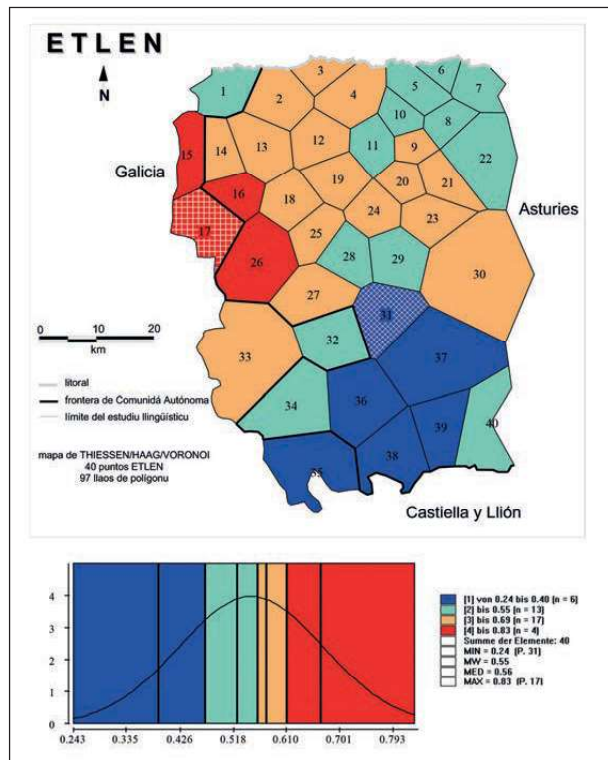 ETLEN
N
1
2
3
4
5
6
7
8
9
10
11
12
13
14
15
16
17
18
19
20
21
22
23
24
25
26
27
28
29
30
31
32
33
34
35
36
37
38
39
40
Galicia
Asturies
Castiella y Llión
0 10 20
km
litoral
frontera de Comunidá Autónoma
límite del estudiu llingüísticu
mapa de THIESSEN/HAAG/VORONOI
40 puntos ETLEN
97 llaos de polígonu
4
3
2
1
0
0.243 0.335 0.426 0.518 0.610 0.701 0.793
[1] von 0.24 bis 0.40 (n = 6)
[2] bis 0.55 (n = 13)
[3] bis 0.69 (n = 17)
[4] bis 0.83 (n = 4)
Summe der Elemente: 40
MIN = 0.24 (P. 31)
MW = 0.55
MED = 0.56
MAX = 0.83 (P. 17)